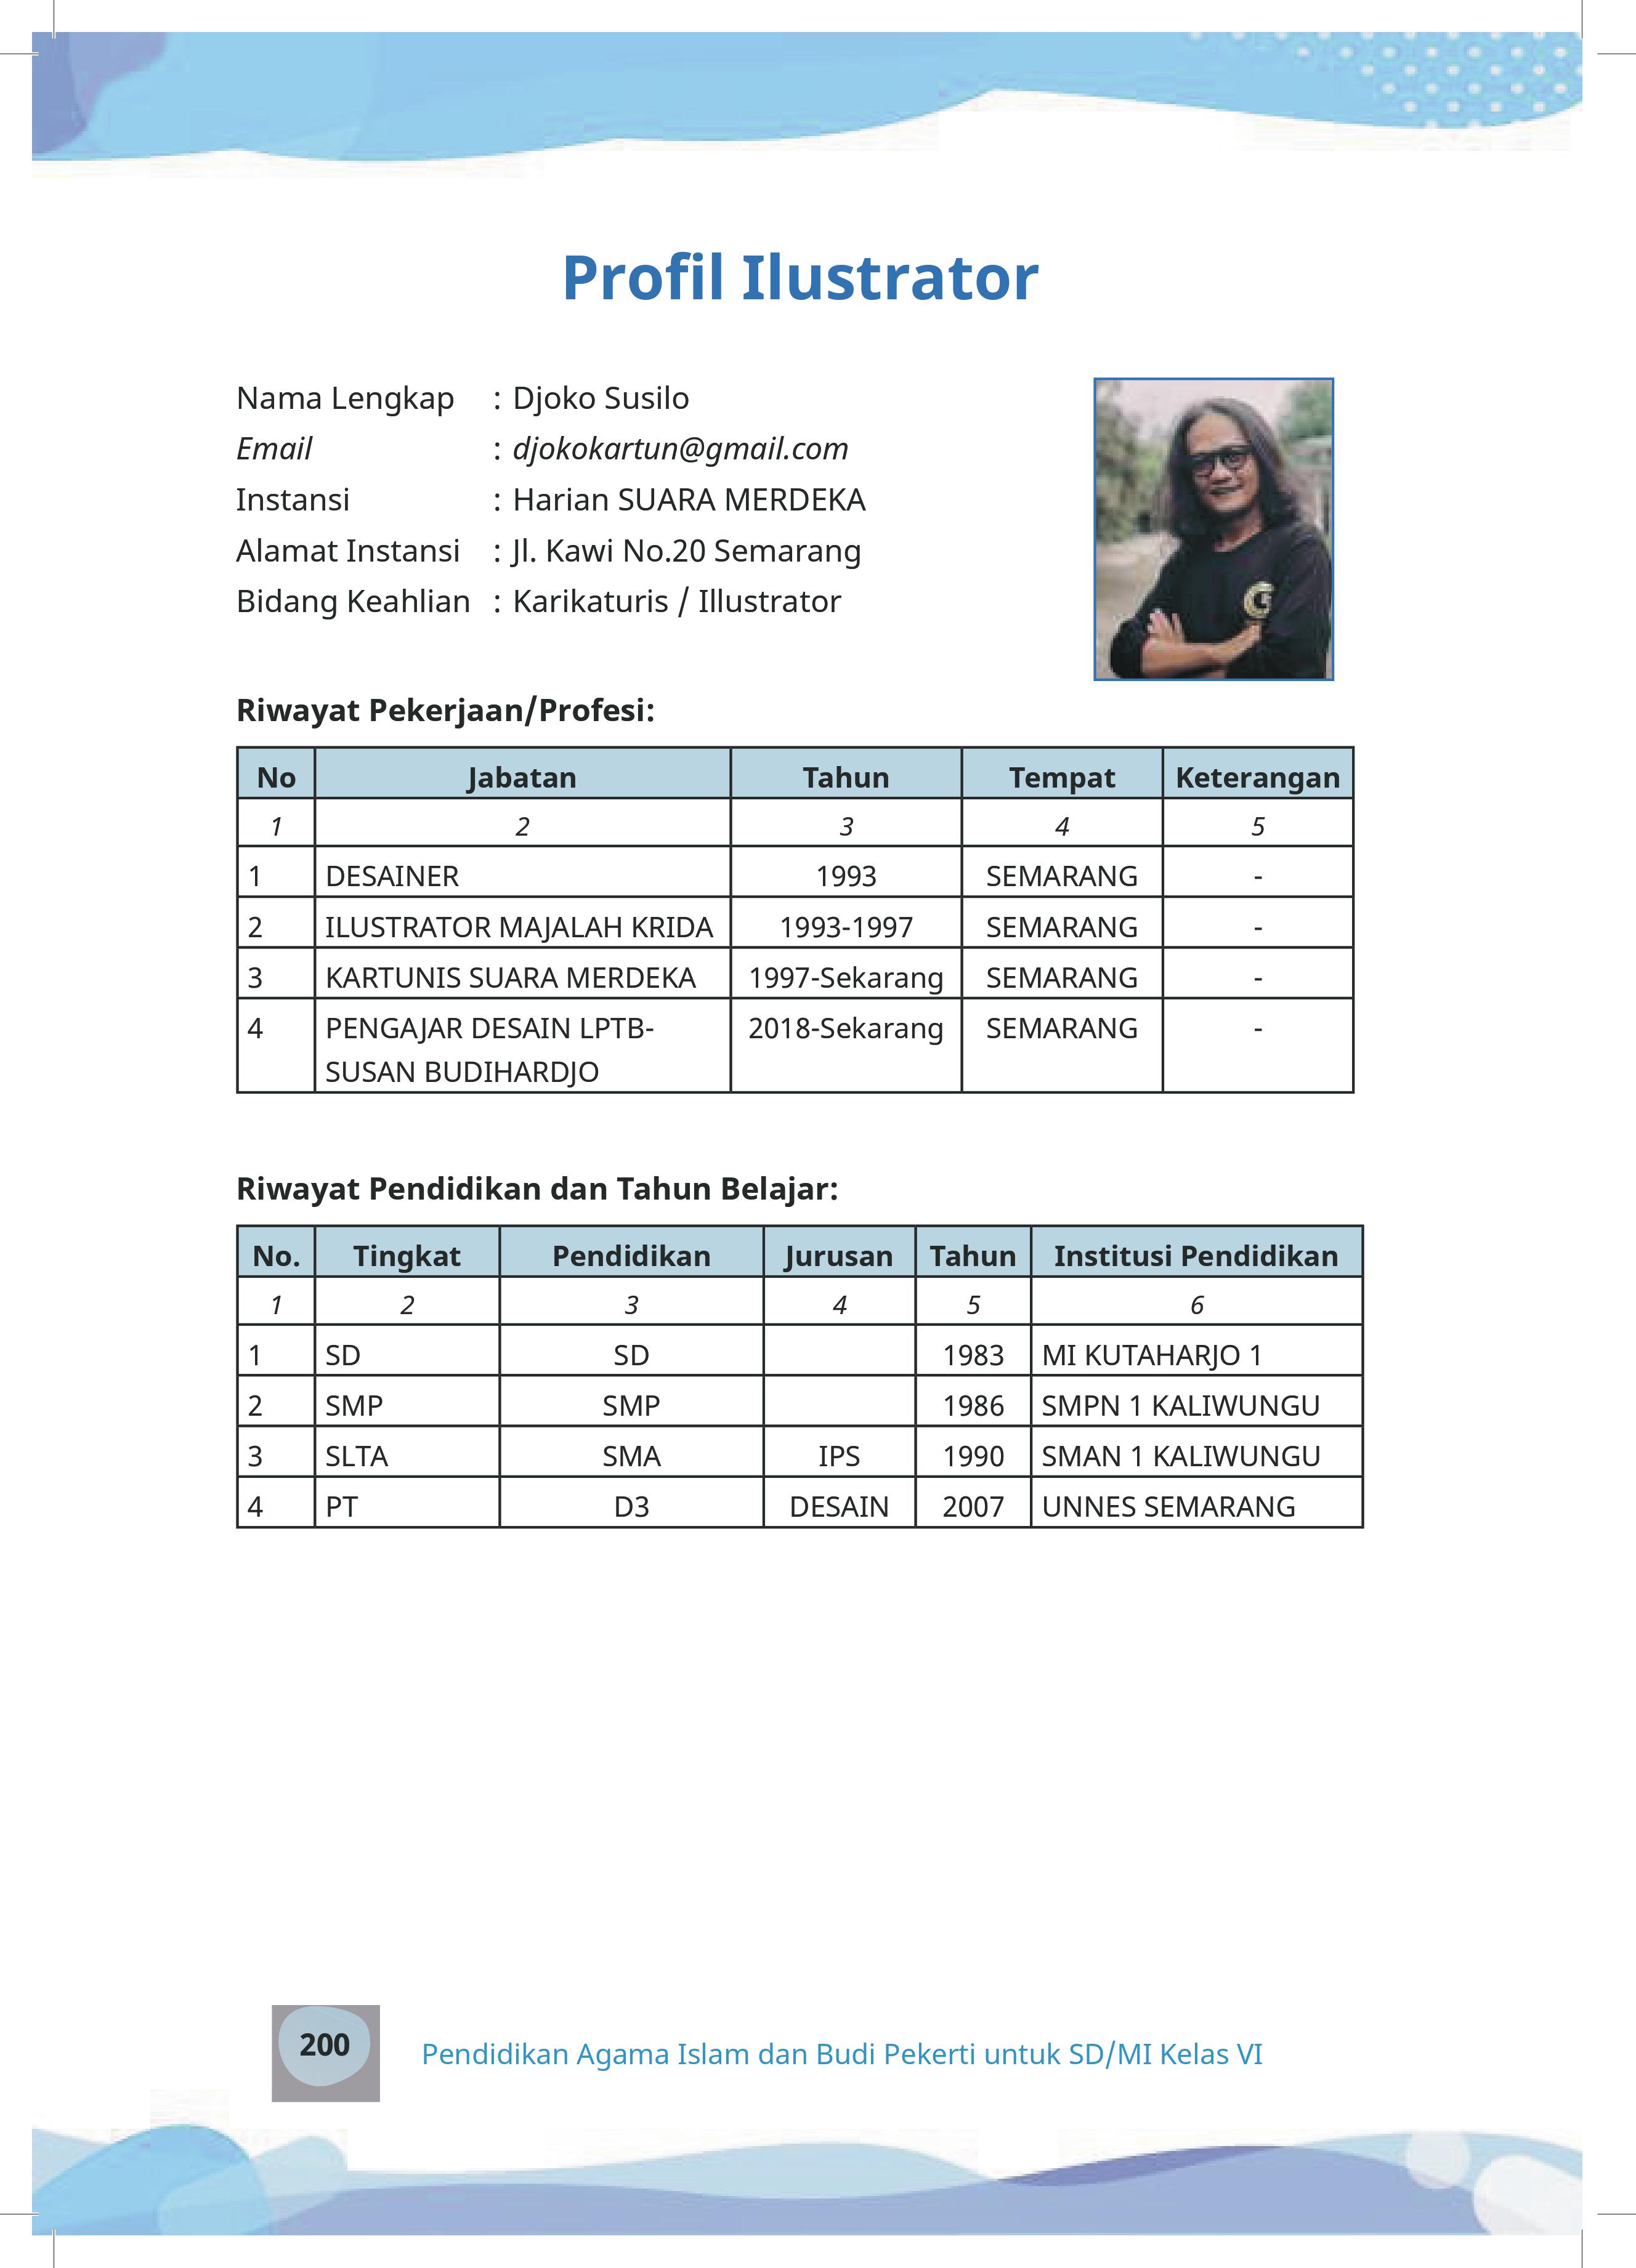 Profil Ilustrator
Nama Lengkap : Djoko Susilo
Email : djokokartun@gmail.com
Instansi : Harian SUARA MERDEKA
Alamat Instansi : Jl. Kawi No.20 Semarang
Bidang Keahlian : Karikaturis / Illustrator
G
Riwayat Pekerjaan/Profesi:
No Jabatan Tahun Tempat Keterangan
1 2 3 4 5
1 DESAINER 1993 SEMARANG -
2 ILUSTRATOR MAJALAH KRIDA 1993-1997 SEMARANG -
3 KARTUNIS SUARA MERDEKA 1997-Sekarang SEMARANG -
4 PENGAJAR DESAIN LPTB- 2018-Sekarang SEMARANG -
SUSAN BUDIHARDJO
Riwayat Pendidikan dan Tahun Belajar:
No. Tingkat Pendidikan Jurusan Tahun Institusi Pendidikan
1 2 3 4 5 6
1 SD SD 1983 MI KUTAHARJO 1
2 SMP SMP 1986 SMPN 1 KALIWUNGU
3 SLTA SMA IPS 1990 SMAN 1 KALIWUNGU
4 PT D3 DESAIN 2007 UNNES SEMARANG
200 Pendidikan Agama Islam dan Budi Pekerti untuk SD/MI Kelas VI